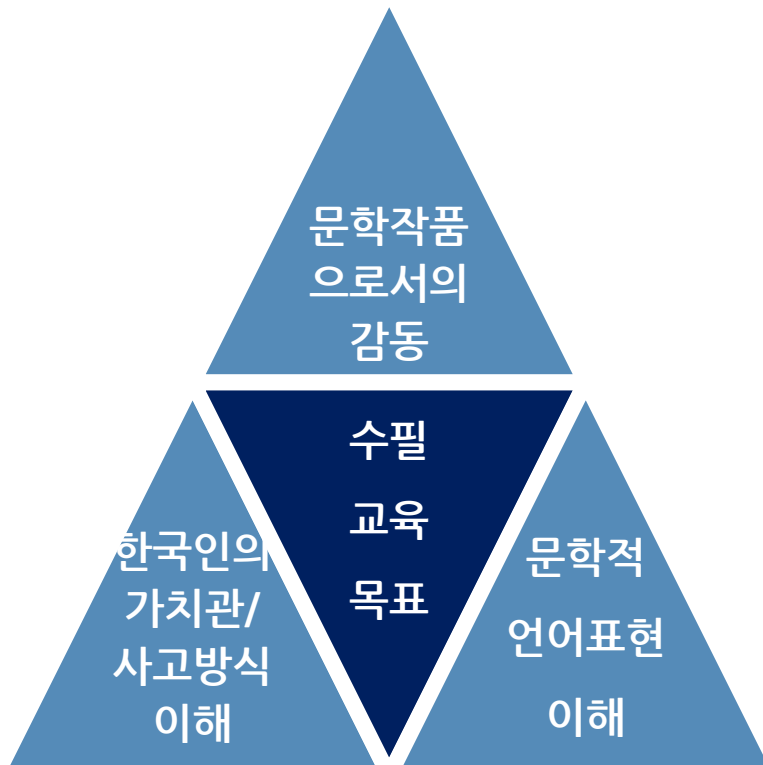 문학작품
으로서의
감동
수필
교육
목표
한국인의
가치관/
사고방식
이해
문학적
언어표현
이해